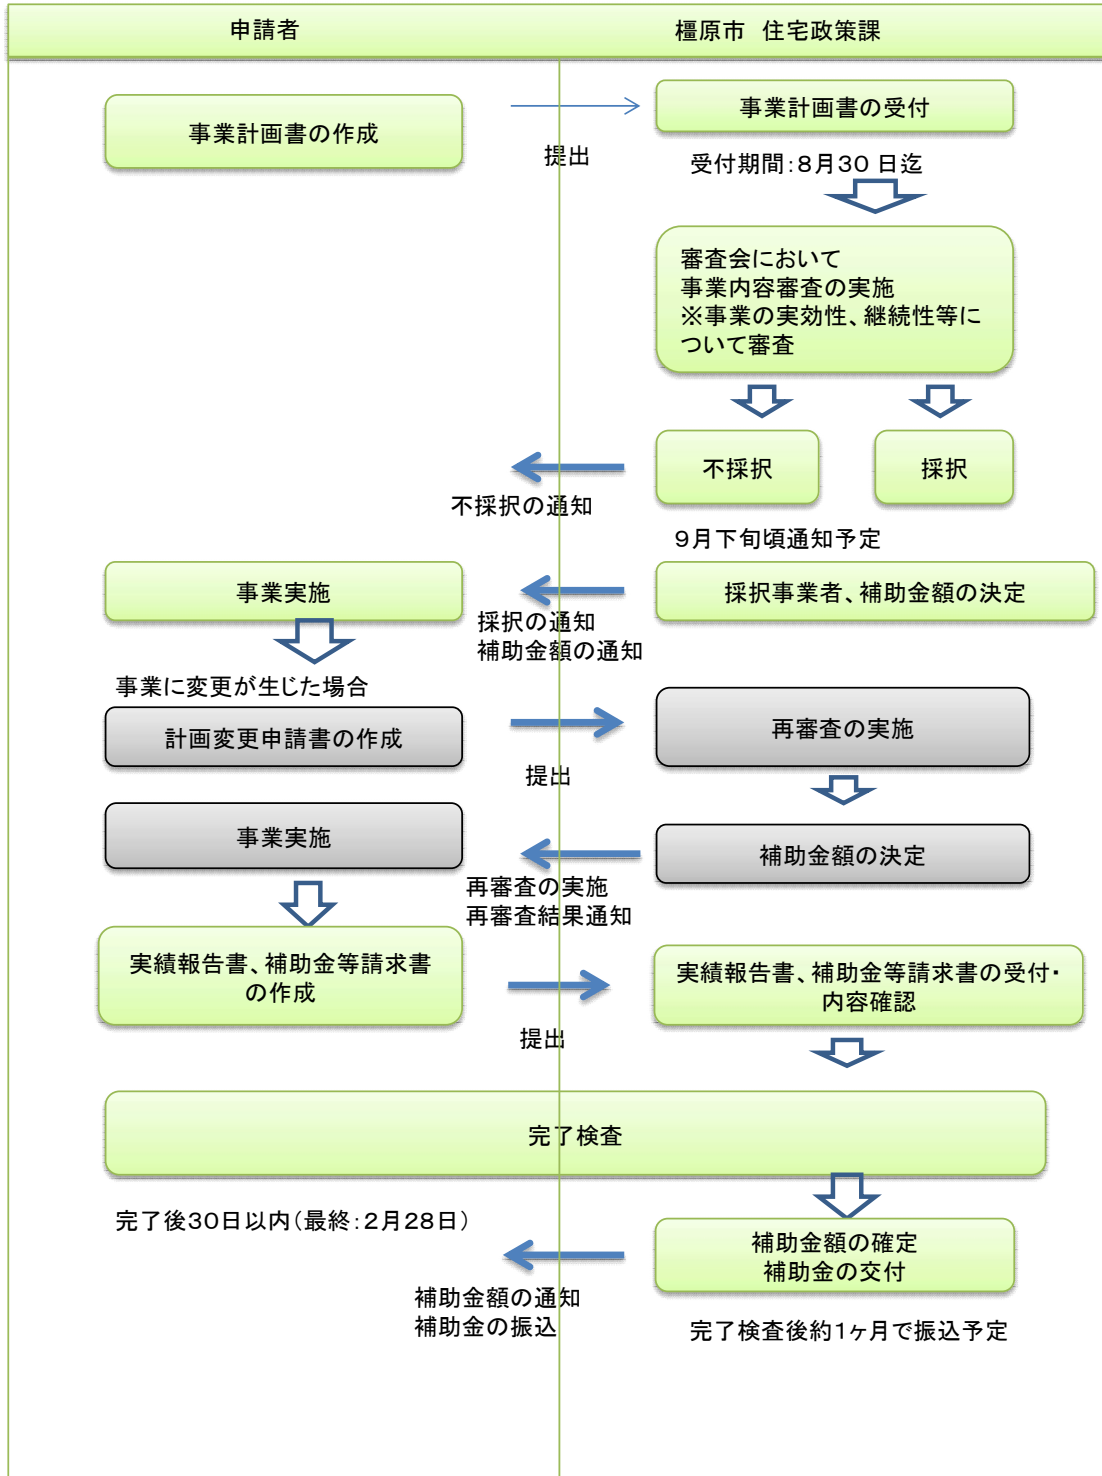 申請者
橿原市 住宅政策課
事業計画書の作成
提出
事業計画書の受付
受付期間：8月30 日迄
審査会において
事業内容審査の実施
※事業の実効性、継続性等に
ついて審査
不採択
採択
不採択の通知
9月下旬頃通知予定
事業実施
採択事業者、補助金額の決定
採択の通知
補助金額の通知
事業に変更が生じた場合
計画変更申請書の作成
提出
再審査の実施
事業実施
補助金額の決定
再審査の実施
再審査結果通知
実績報告書、補助金等請求書
の作成
提出
実績報告書、補助金等請求書の受付・
内容確認
完了検査
完了後30日以内（最終：2月28日）
補助金額の確定
補助金の交付
補助金額の通知
補助金の振込
完了検査後約1ヶ月で振込予定